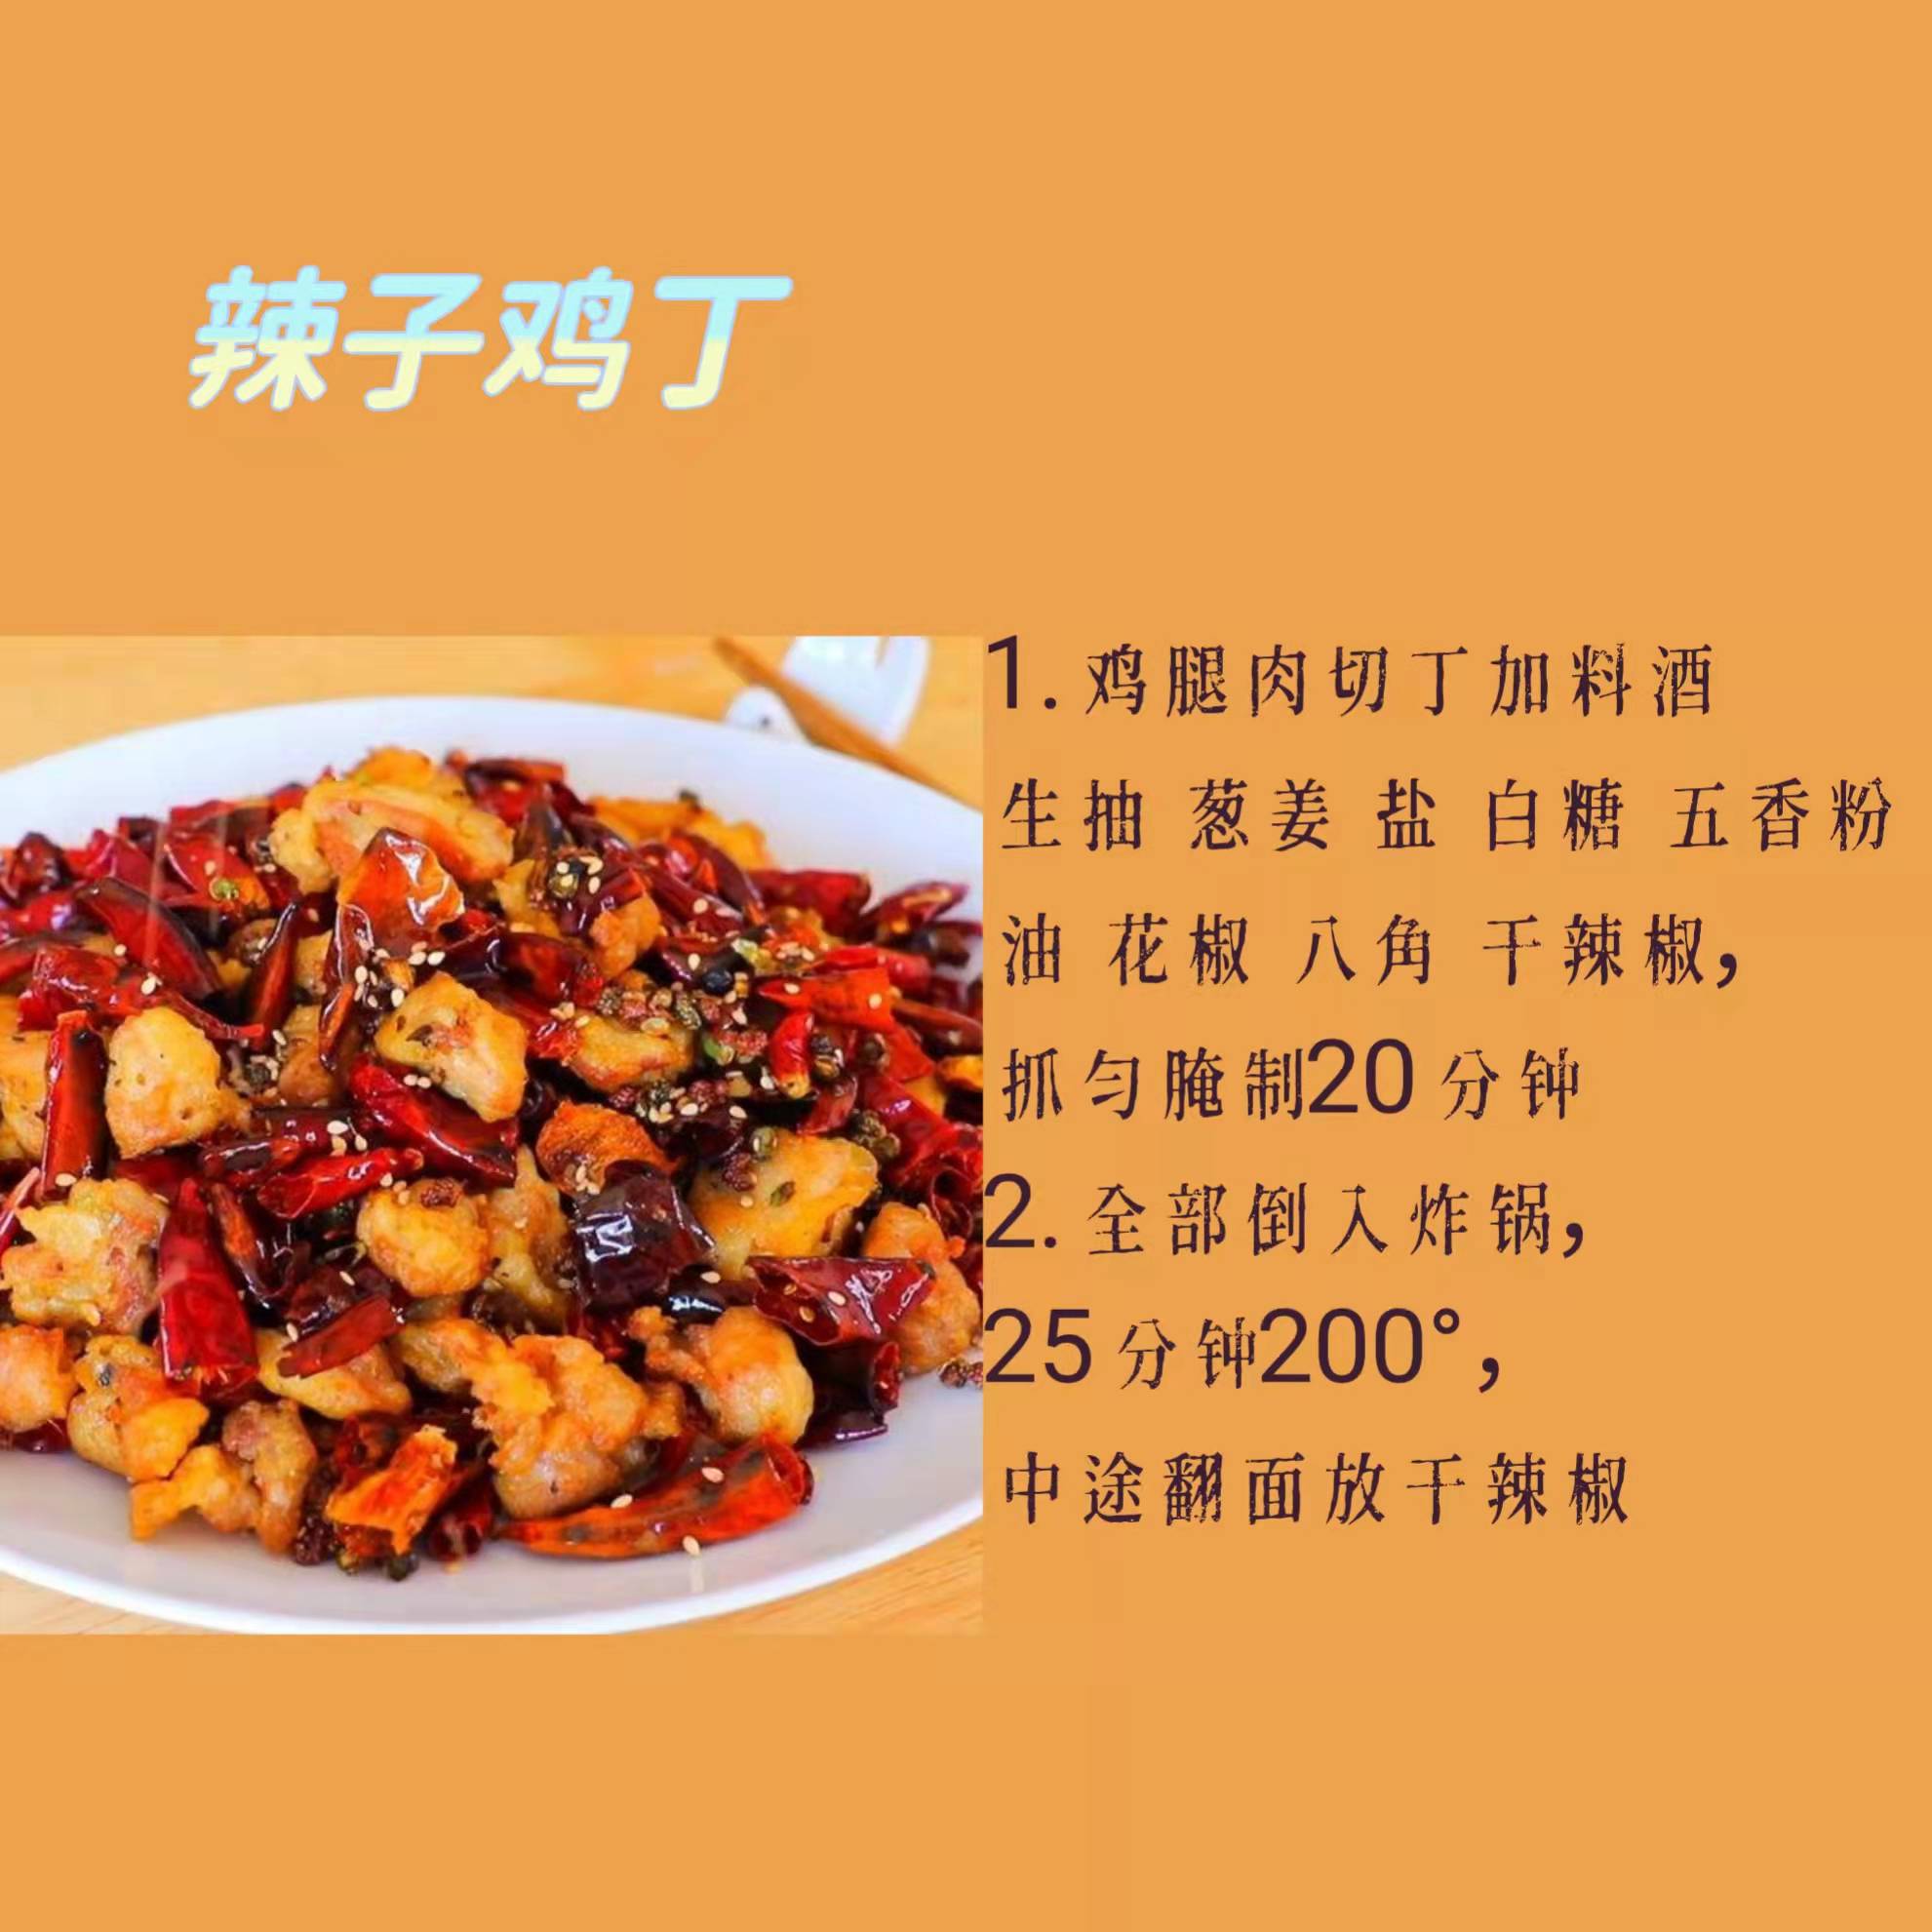 辣子鸡丁
1. 鸡腿肉切丁加料酒
生抽 葱姜 盐 白糖 五香粉
油 花椒 八角 干辣椒，
抓匀腌制20分钟
2. 全部倒入炸锅，
25分钟200°，
中途翻面放干辣椒